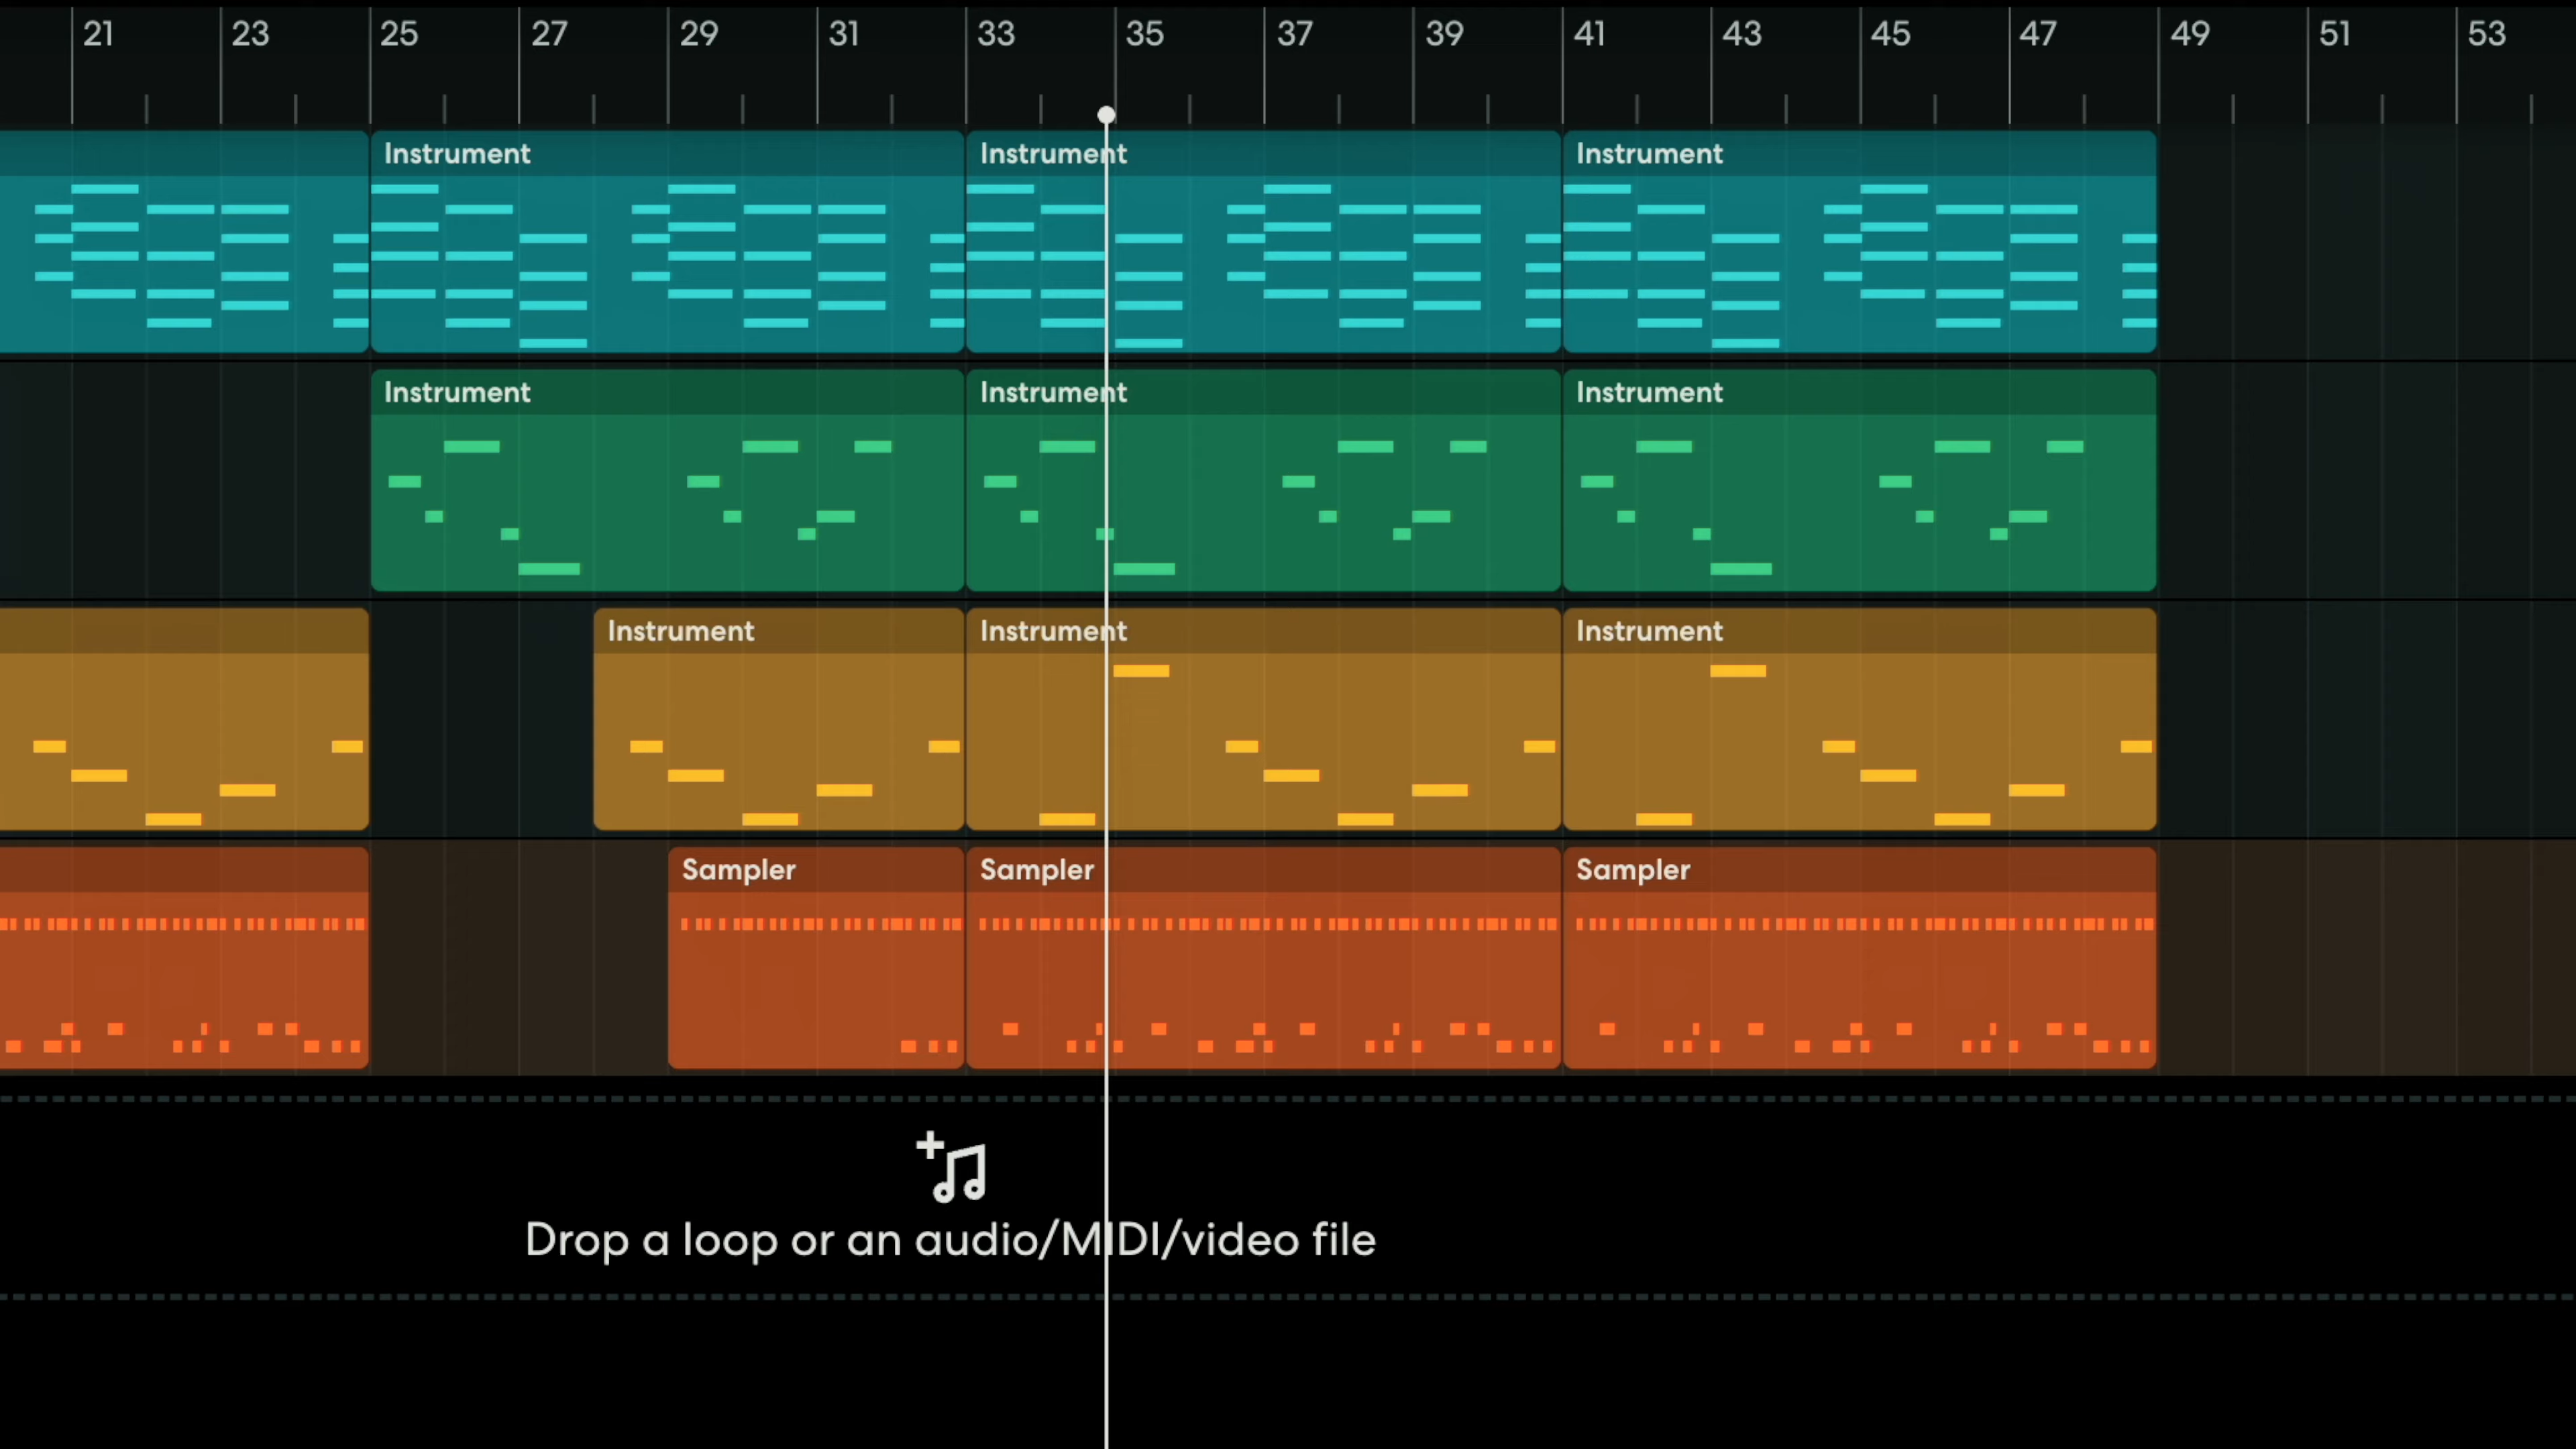 21 23 25 27 29 31 33 35 37 39 41 43 45 47 49 51 53
Instrument Instrument Instrument
Instrument Instrument Instrument
Instrument Instrument Instrument
Sampler Sampler Sampler
Drop a loop or an audio/MIDI/video file